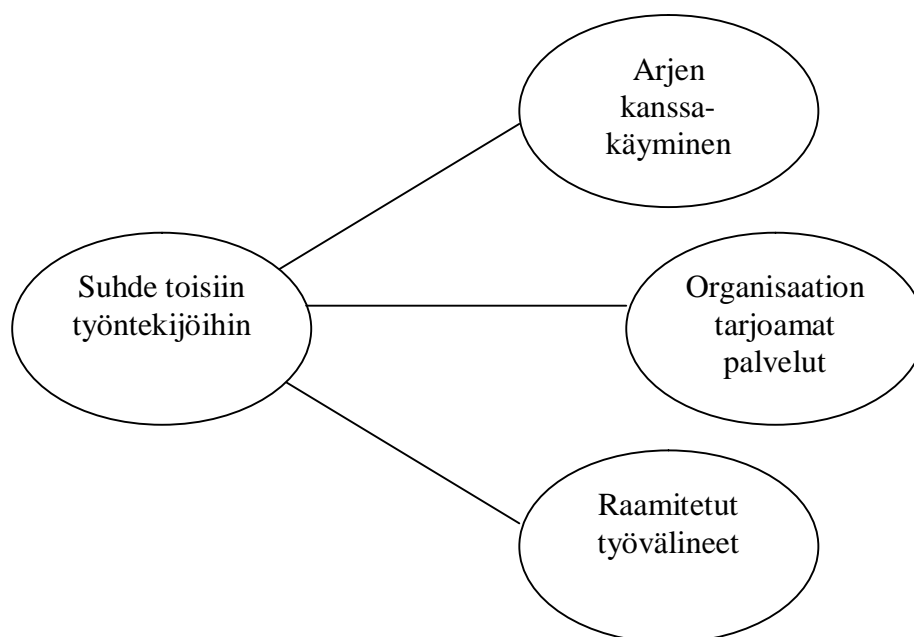 Arjen
kanssa-
käyminen
Suhde toisiin
työntekijöihin
Organisaation
tarjoamat
palvelut
Raamitetut
työvälineet